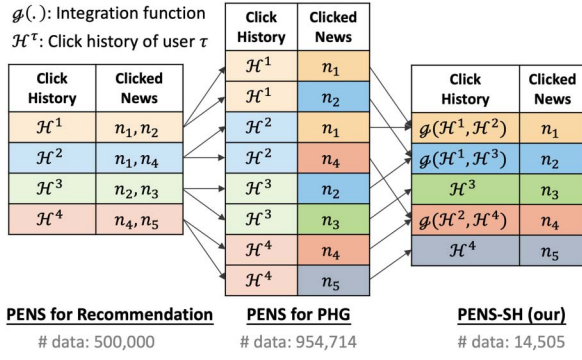 𝓰(.): Integration function
ℋ^τ: Click history of user τ
Click History
Clicked News
ℋ^1
n_1, n_2
ℋ^2
n_1, n_4
ℋ^3
n_2, n_3
ℋ^4
n_4, n_5
PENS for Recommendation
# data: 500,000
Click History
Clicked News
ℋ^1
n_1
ℋ^1
n_2
ℋ^2
n_1
ℋ^2
n_4
ℋ^3
n_2
ℋ^3
n_3
ℋ^4
n_4
ℋ^4
n_5
PENS for PHG
# data: 954,714
Click History
Clicked News
𝓰(ℋ^1, ℋ^2)
n_1
𝓰(ℋ^1, ℋ^3)
n_2
ℋ^3
n_3
𝓰(ℋ^2, ℋ^4)
n_4
ℋ^4
n_5
PENS-SH (our)
# data: 14,505